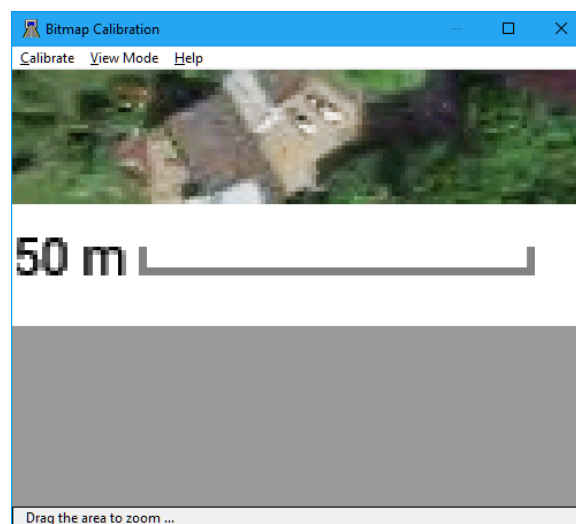 Bitmap Calibration
Calibrate View Mode Help
50 m
Drag the area to zoom ...